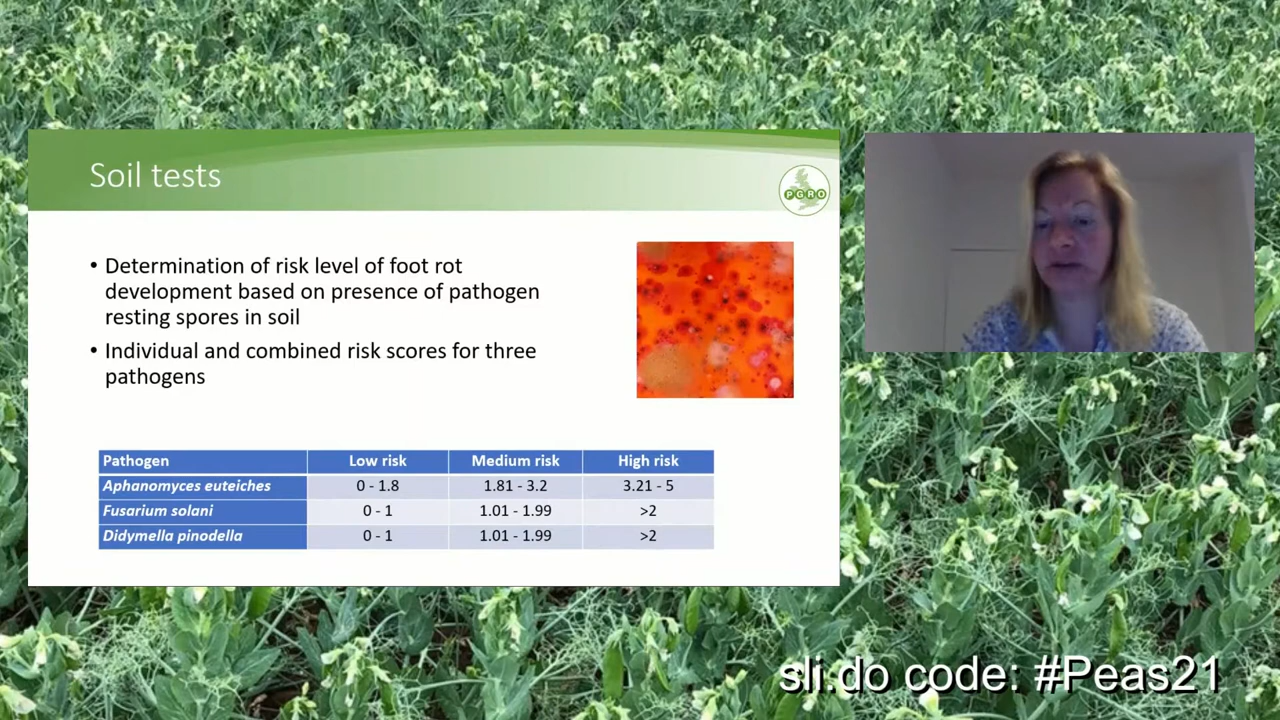 Soil tests
PGRO
• Determination of risk level of foot rot
development based on presence of pathogen
resting spores in soil
• Individual and combined risk scores for three
pathogens
Pathogen Low risk Medium risk High risk
Aphanomyces euteiches 0 - 1.8 1.81 - 3.2 3.21 - 5
Fusarium solani 0 - 1 1.01 - 1.99 >2
Didymella pinodella 0 - 1 1.01 - 1.99 >2
sli.do code: #Peas21